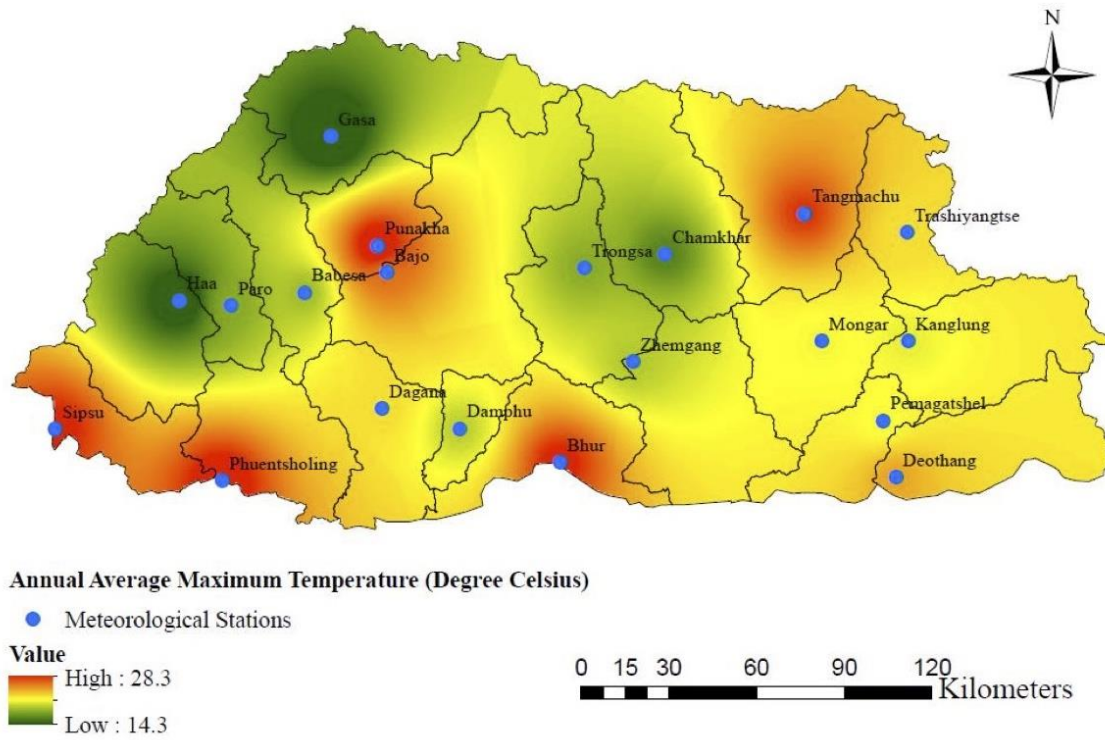 N
Gasa
Punakha
Tangmachu
Trashiyangtse
Chamkhar
Trongsa
Bajo
Babesa
Haa
Paro
Mongar
Kanglung
Zhemgang
Dagana
Damphu
Pemagatshel
Sipsu
Bhur
Phuentsholing
Deothang
Annual Average Maximum Temperature (Degree Celsius)
Meteorological Stations
Value
High : 28.3
Low : 14.3
0 15 30 60 90 120
Kilometers